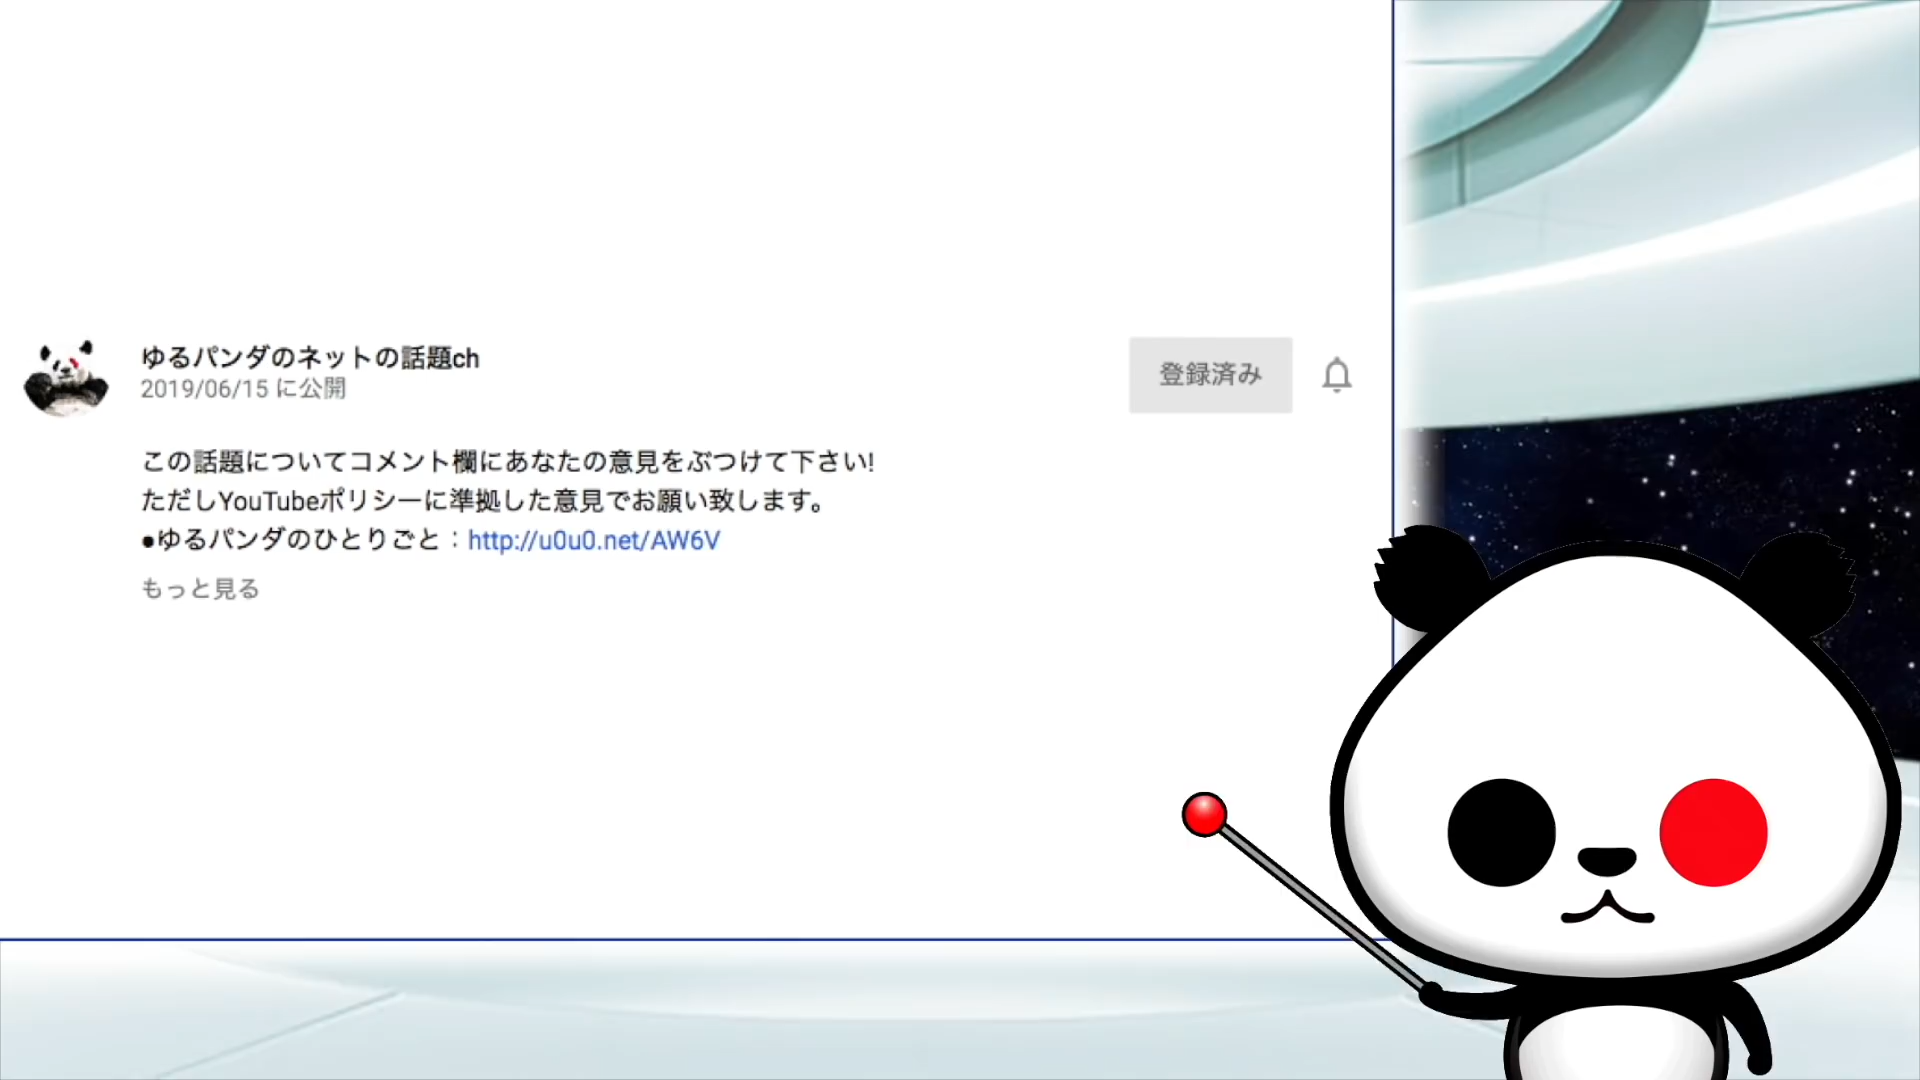 ゆるパンダのネットの話題ch
2019/06/15 に公開
登録済み
この話題についてコメント欄にあなたの意見をぶつけて下さい!
ただしYouTubeポリシーに準拠した意見でお願い致します。
●ゆるパンダのひとりごと：http://u0u0.net/AW6V
もっと見る